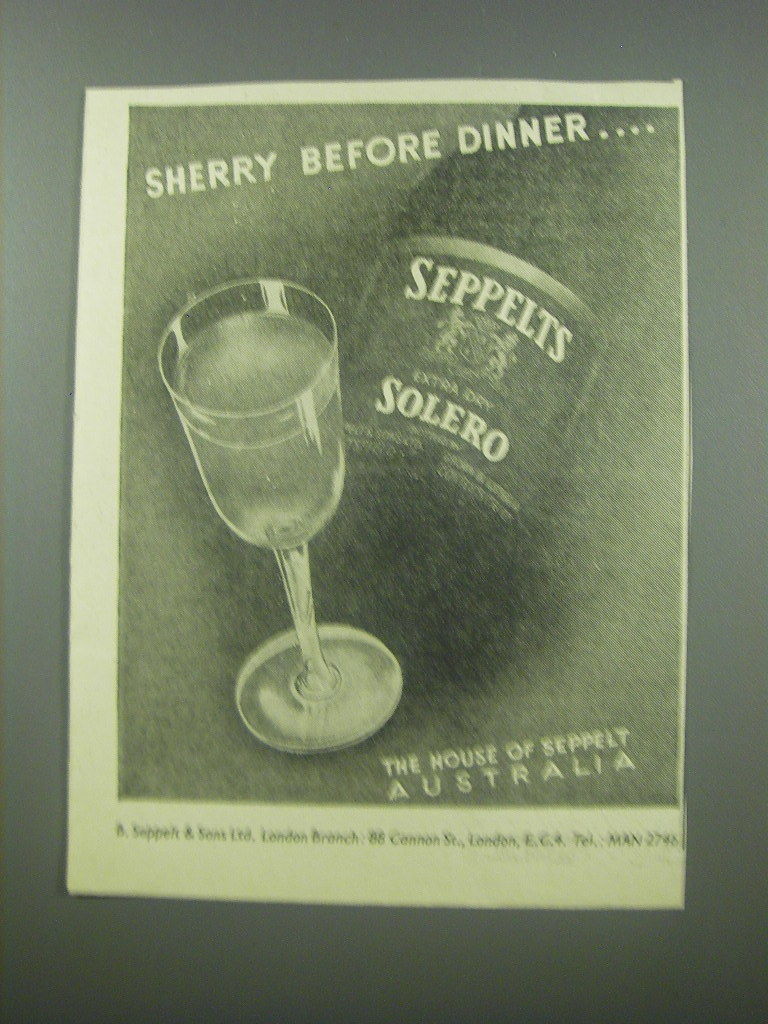 SHERRY BEFORE DINNER....
SEPPELTS
EXTRA DRY
SOLERO
THE HOUSE OF SEPPELT
AUSTRALIA
B. Seppelt & Sons Ltd. London Branch: 88 Cannon St., London, E.C.4. Tel.: MAN